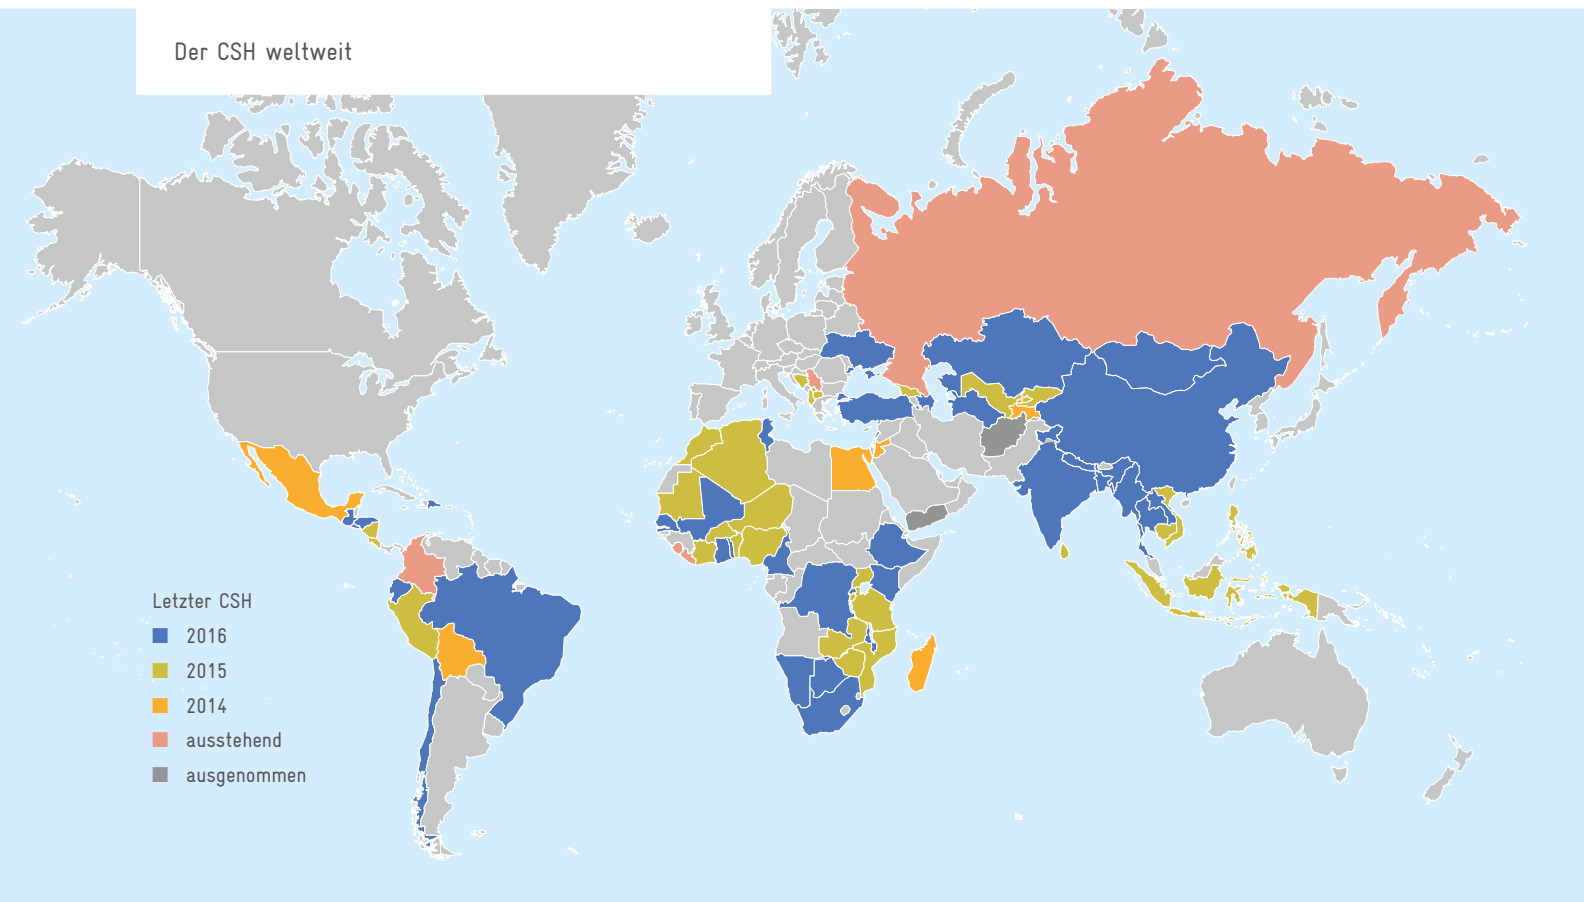 Der CSH weltweit
Letzter CSH
2016
2015
2014
ausstehend
ausgenommen